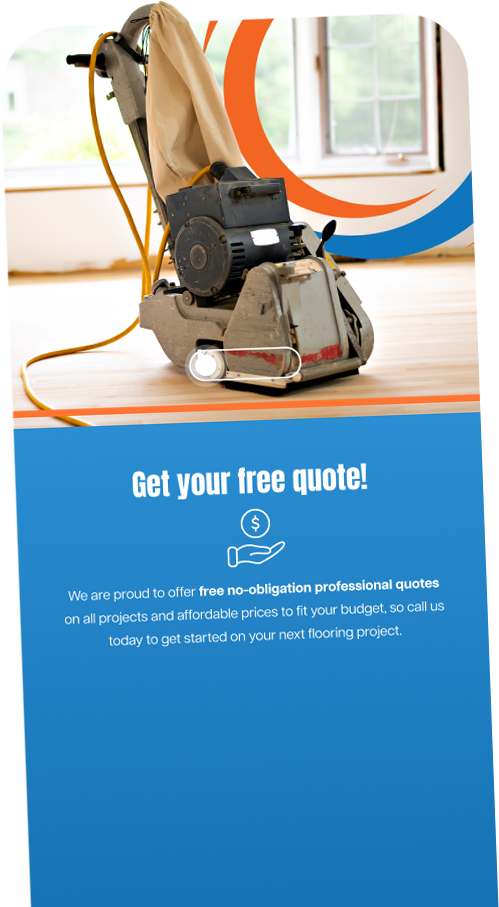 Get your free quote!
$
We are proud to offer free no-obligation professional quotes
on all projects and affordable prices to fit your budget, so call us
today to get started on your next flooring project.